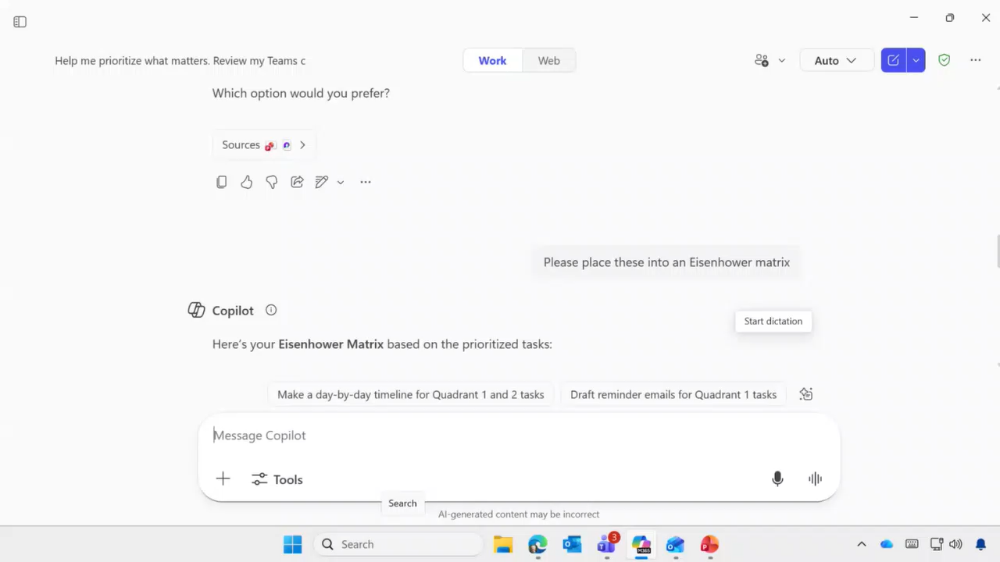 Help me prioritize what matters. Review my Teams c
Work
Web
Auto
Which option would you prefer?
Sources
Please place these into an Eisenhower matrix
Copilot
Start dictation
Here's your Eisenhower Matrix based on the prioritized tasks:
Make a day-by-day timeline for Quadrant 1 and 2 tasks
Draft reminder emails for Quadrant 1 tasks
Message Copilot
Tools
Search
AI-generated content may be incorrect
Search
3
M365